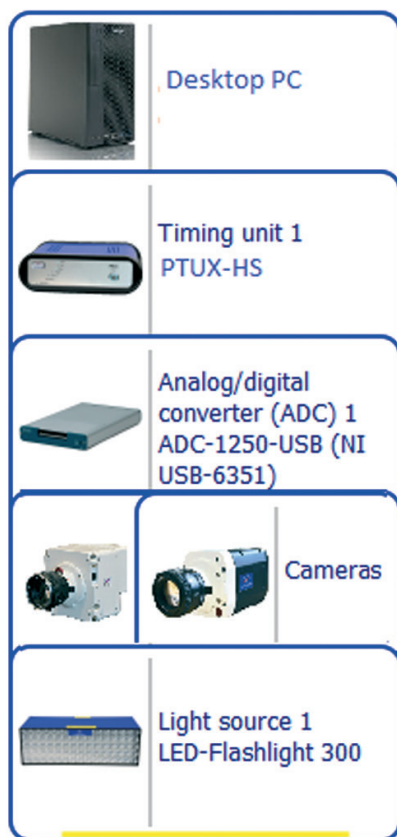 Desktop PC
Timing unit 1
PTUX-HS
Analog/digital
converter (ADC) 1
ADC-1250-USB (NI
USB-6351)
Cameras
Light source 1
LED-Flashlight 300